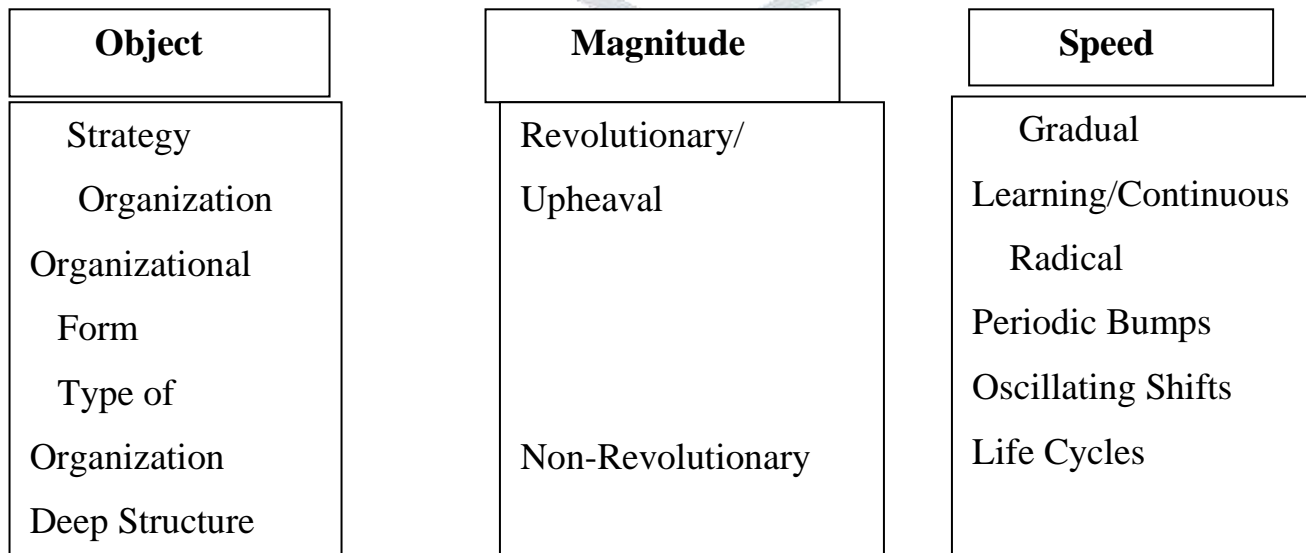 Object
Strategy
Organization
Organizational
Form
Type of
Organization
Deep Structure
Magnitude
Revolutionary/
Upheaval
Non-Revolutionary
Speed
Gradual
Learning/Continuous
Radical
Periodic Bumps
Oscillating Shifts
Life Cycles